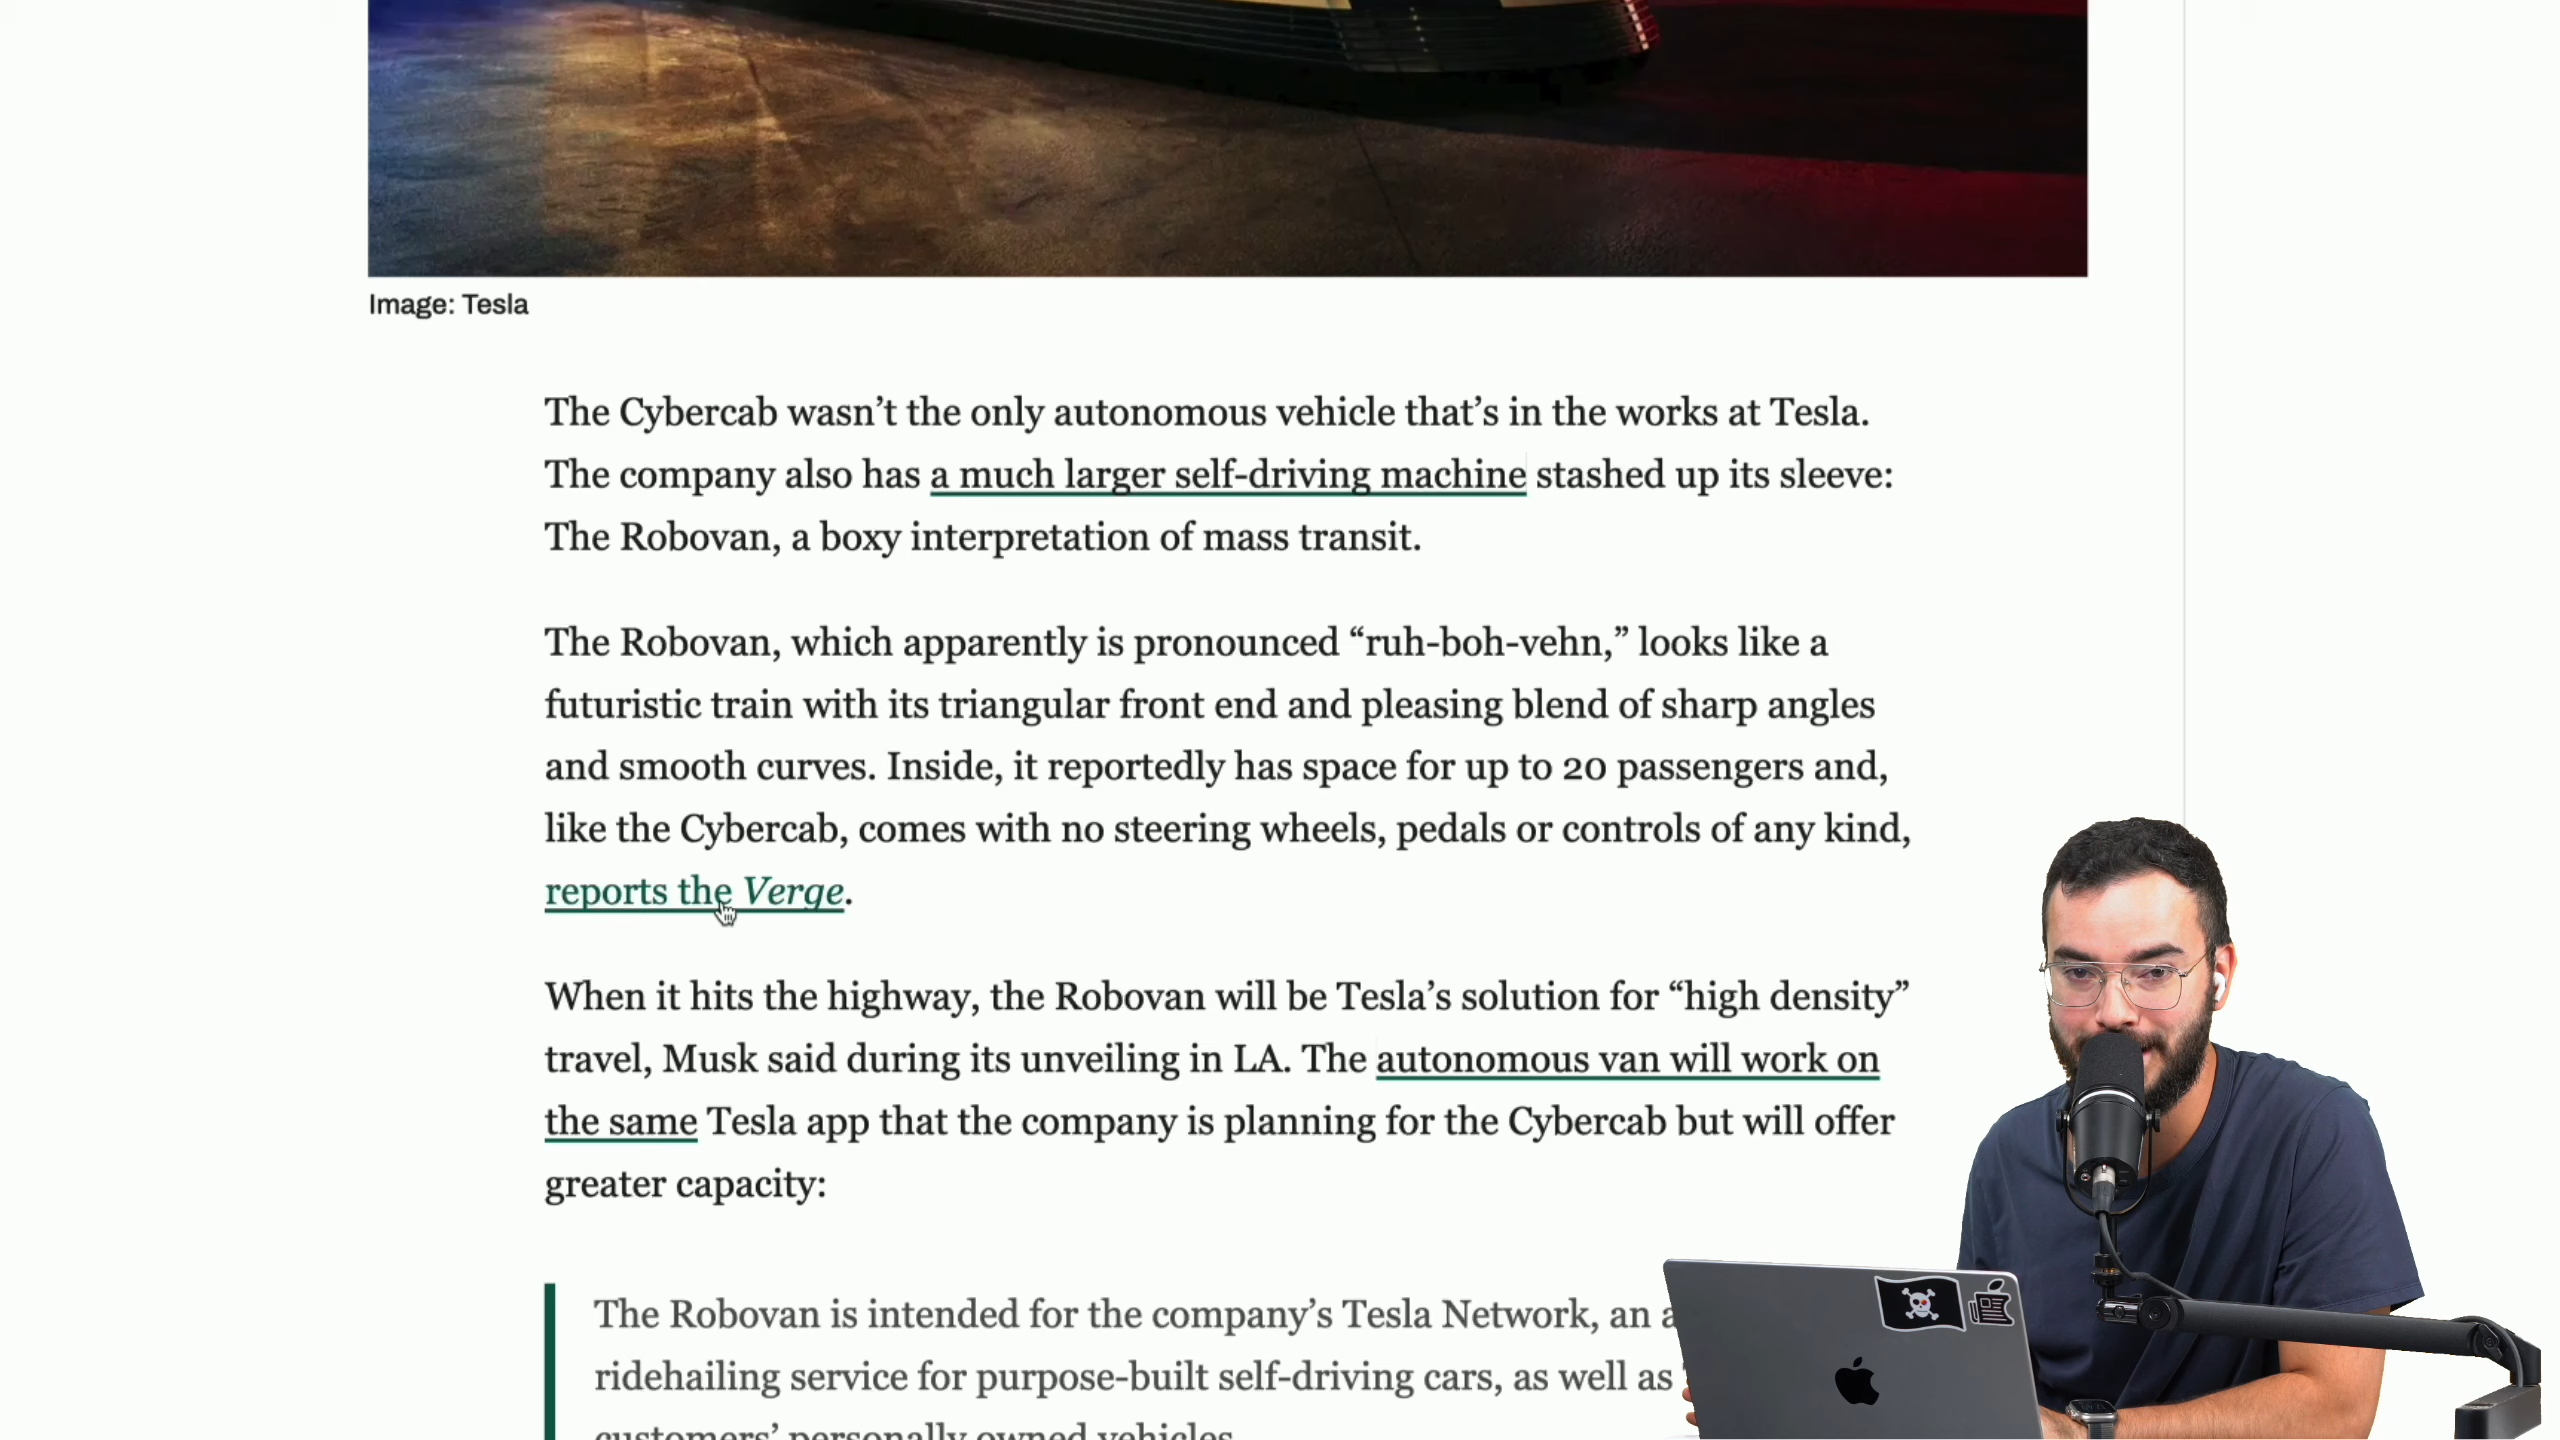 Image: Tesla
The Cybercab wasn’t the only autonomous vehicle that’s in the works at Tesla.
The company also has a much larger self-driving machine stashed up its sleeve:
The Robovan, a boxy interpretation of mass transit.
The Robovan, which apparently is pronounced “ruh-boh-vehn,” looks like a
futuristic train with its triangular front end and pleasing blend of sharp angles
and smooth curves. Inside, it reportedly has space for up to 20 passengers and,
like the Cybercab, comes with no steering wheels, pedals or controls of any kind,
reports the Verge.
When it hits the highway, the Robovan will be Tesla’s solution for “high density”
travel, Musk said during its unveiling in LA. The autonomous van will work on
the same Tesla app that the company is planning for the Cybercab but will offer
greater capacity:
The Robovan is intended for the company’s Tesla Network, an
ridehailing service for purpose-built self-driving cars, as well as
customers’ personally owned vehicles